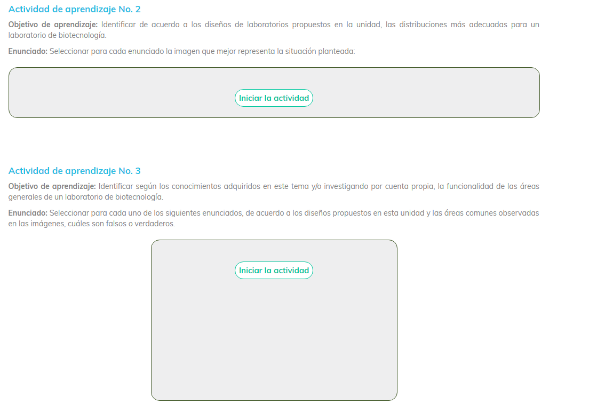 Actividad de aprendizaje No. 2
Objetivo de aprendizaje: Identificar de acuerdo a los diseños de laboratorios propuestos en la unidad, las distribuciones más adecuadas para un
laboratorio de biotecnología.
Enunciado: Seleccionar para cada enunciado la imagen que mejor representa la situación planteada.
Iniciar la actividad
Actividad de aprendizaje No. 3
Objetivo de aprendizaje: Identificar según los conocimientos adquiridos en este tema y/o investigando por cuenta propia, la funcionalidad de las áreas
generales de un laboratorio de biotecnología.
Enunciado: Seleccionar para cada uno de los siguientes enunciados, de acuerdo a los diseños propuestos en esta unidad y las áreas comunes observadas
en las imágenes, cuáles son falsos o verdaderos
Iniciar la actividad